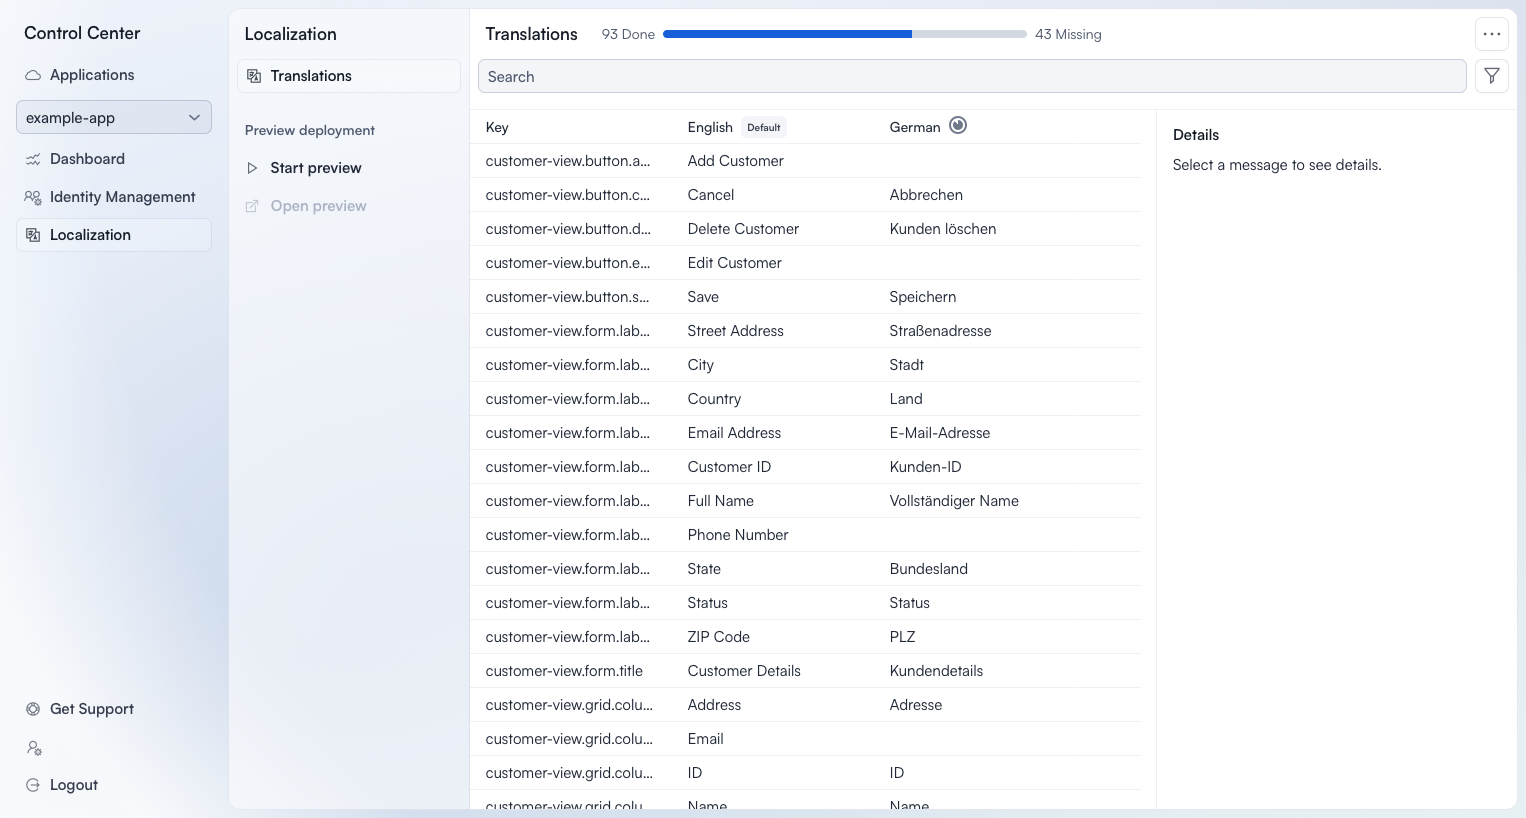 Control Center
Applications
example-app
Dashboard
Identity Management
Localization
Get Support
Logout
Localization
Translations
Preview deployment
Start preview
Open preview
Translations 93 Done 43 Missing
Search
Key English Default German
customer-view.button.a... Add Customer
customer-view.button.c... Cancel Abbrechen
customer-view.button.d... Delete Customer Kunden löschen
customer-view.button.e... Edit Customer
customer-view.button.s... Save Speichern
customer-view.form.lab... Street Address Straßenadresse
customer-view.form.lab... City Stadt
customer-view.form.lab... Country Land
customer-view.form.lab... Email Address E-Mail-Adresse
customer-view.form.lab... Customer ID Kunden-ID
customer-view.form.lab... Full Name Vollständiger Name
customer-view.form.lab... Phone Number
customer-view.form.lab... State Bundesland
customer-view.form.lab... Status Status
customer-view.form.lab... ZIP Code PLZ
customer-view.form.title Customer Details Kundendetails
customer-view.grid.colu... Address Adresse
customer-view.grid.colu... Email
customer-view.grid.colu... ID ID
customer-view.grid.colu... Name Name
Details
Select a message to see details.